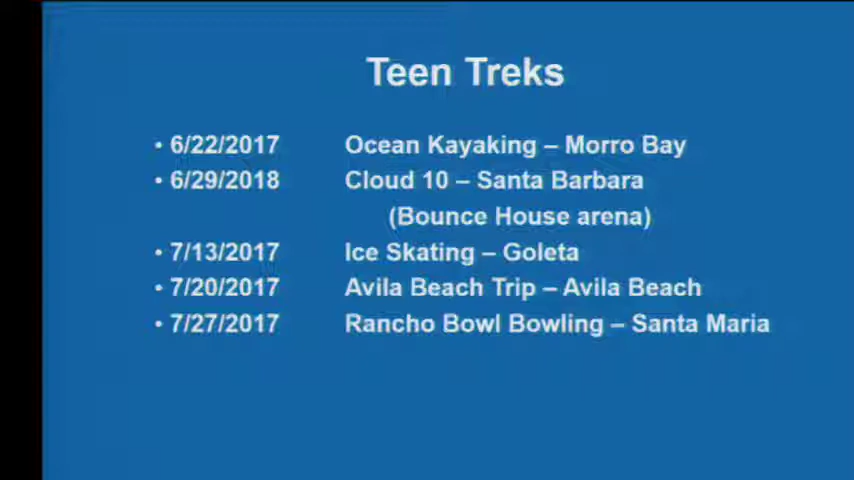 Teen Treks
• 6/22/2017 Ocean Kayaking – Morro Bay
• 6/29/2018 Cloud 10 – Santa Barbara
(Bounce House arena)
• 7/13/2017 Ice Skating – Goleta
• 7/20/2017 Avila Beach Trip – Avila Beach
• 7/27/2017 Rancho Bowl Bowling – Santa Maria